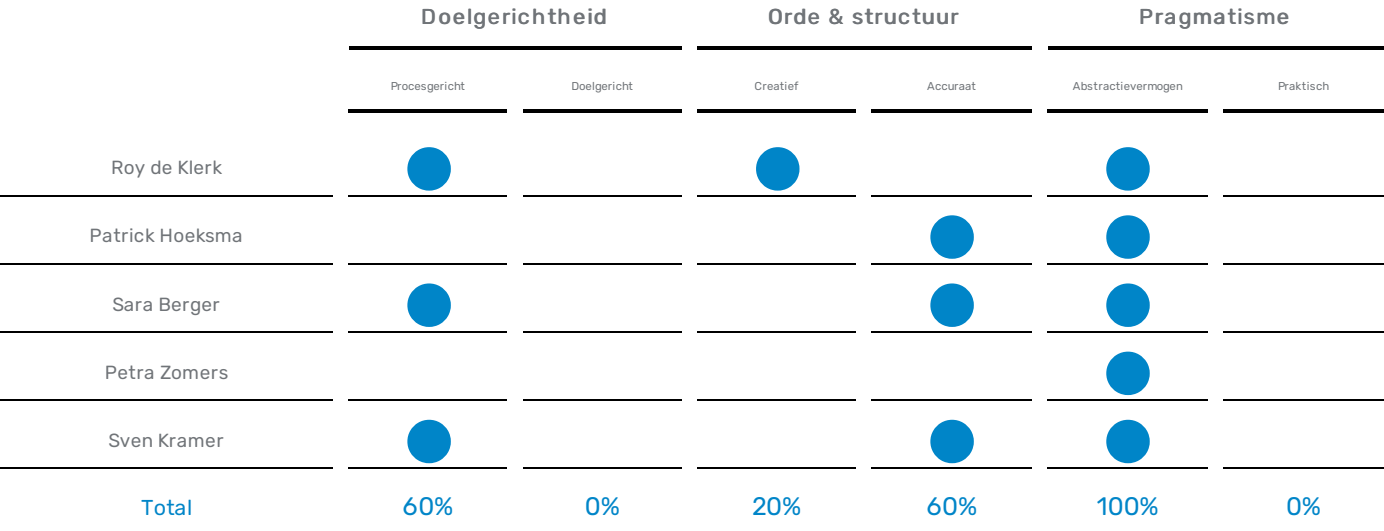 Doelgerichtheid Orde & structuur Pragmatisme
Procesgericht Doelgericht Creatief Accuraat Abstractievermogen Praktisch
Roy de Klerk
Patrick Hoeksma
Sara Berger
Petra Zomers
Sven Kramer
Total 60% 0% 20% 60% 100% 0%